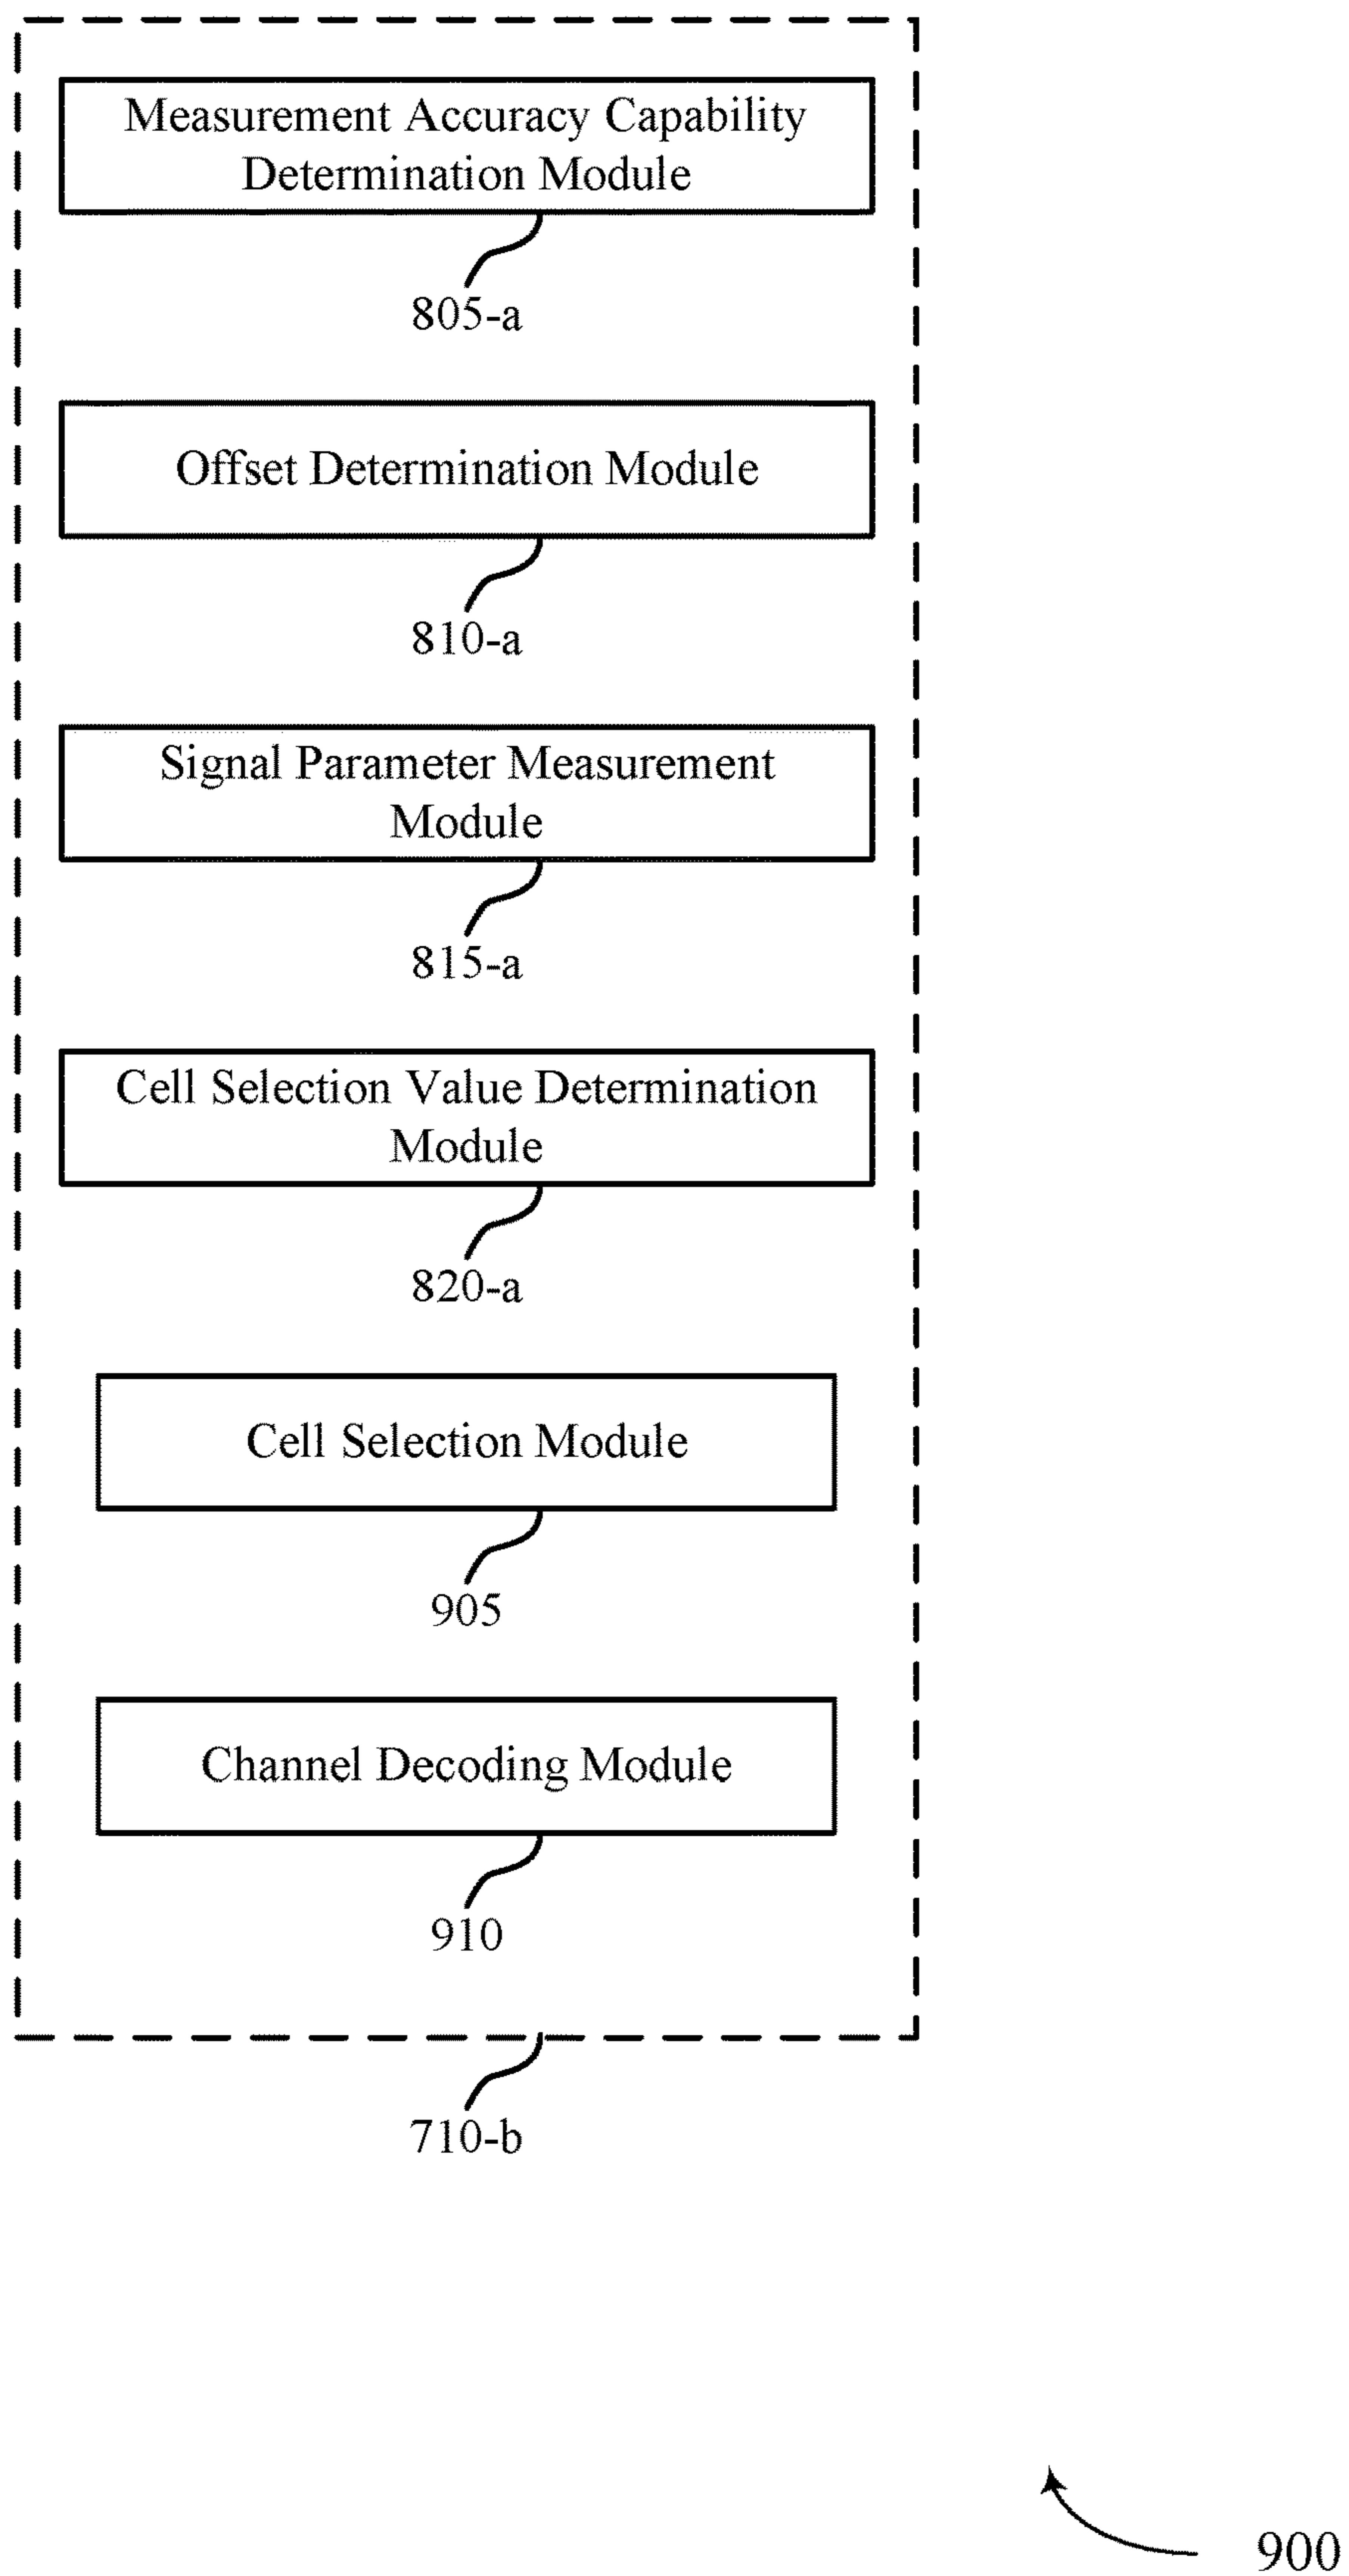 Measurement Accuracy Capability
Determination Module
805-a
Offset Determination Module
810-a
Signal Parameter Measurement
Module
815-a
Cell Selection Value Determination
Module
820-a
Cell Selection Module
905
Channel Decoding Module
910
710-b
900